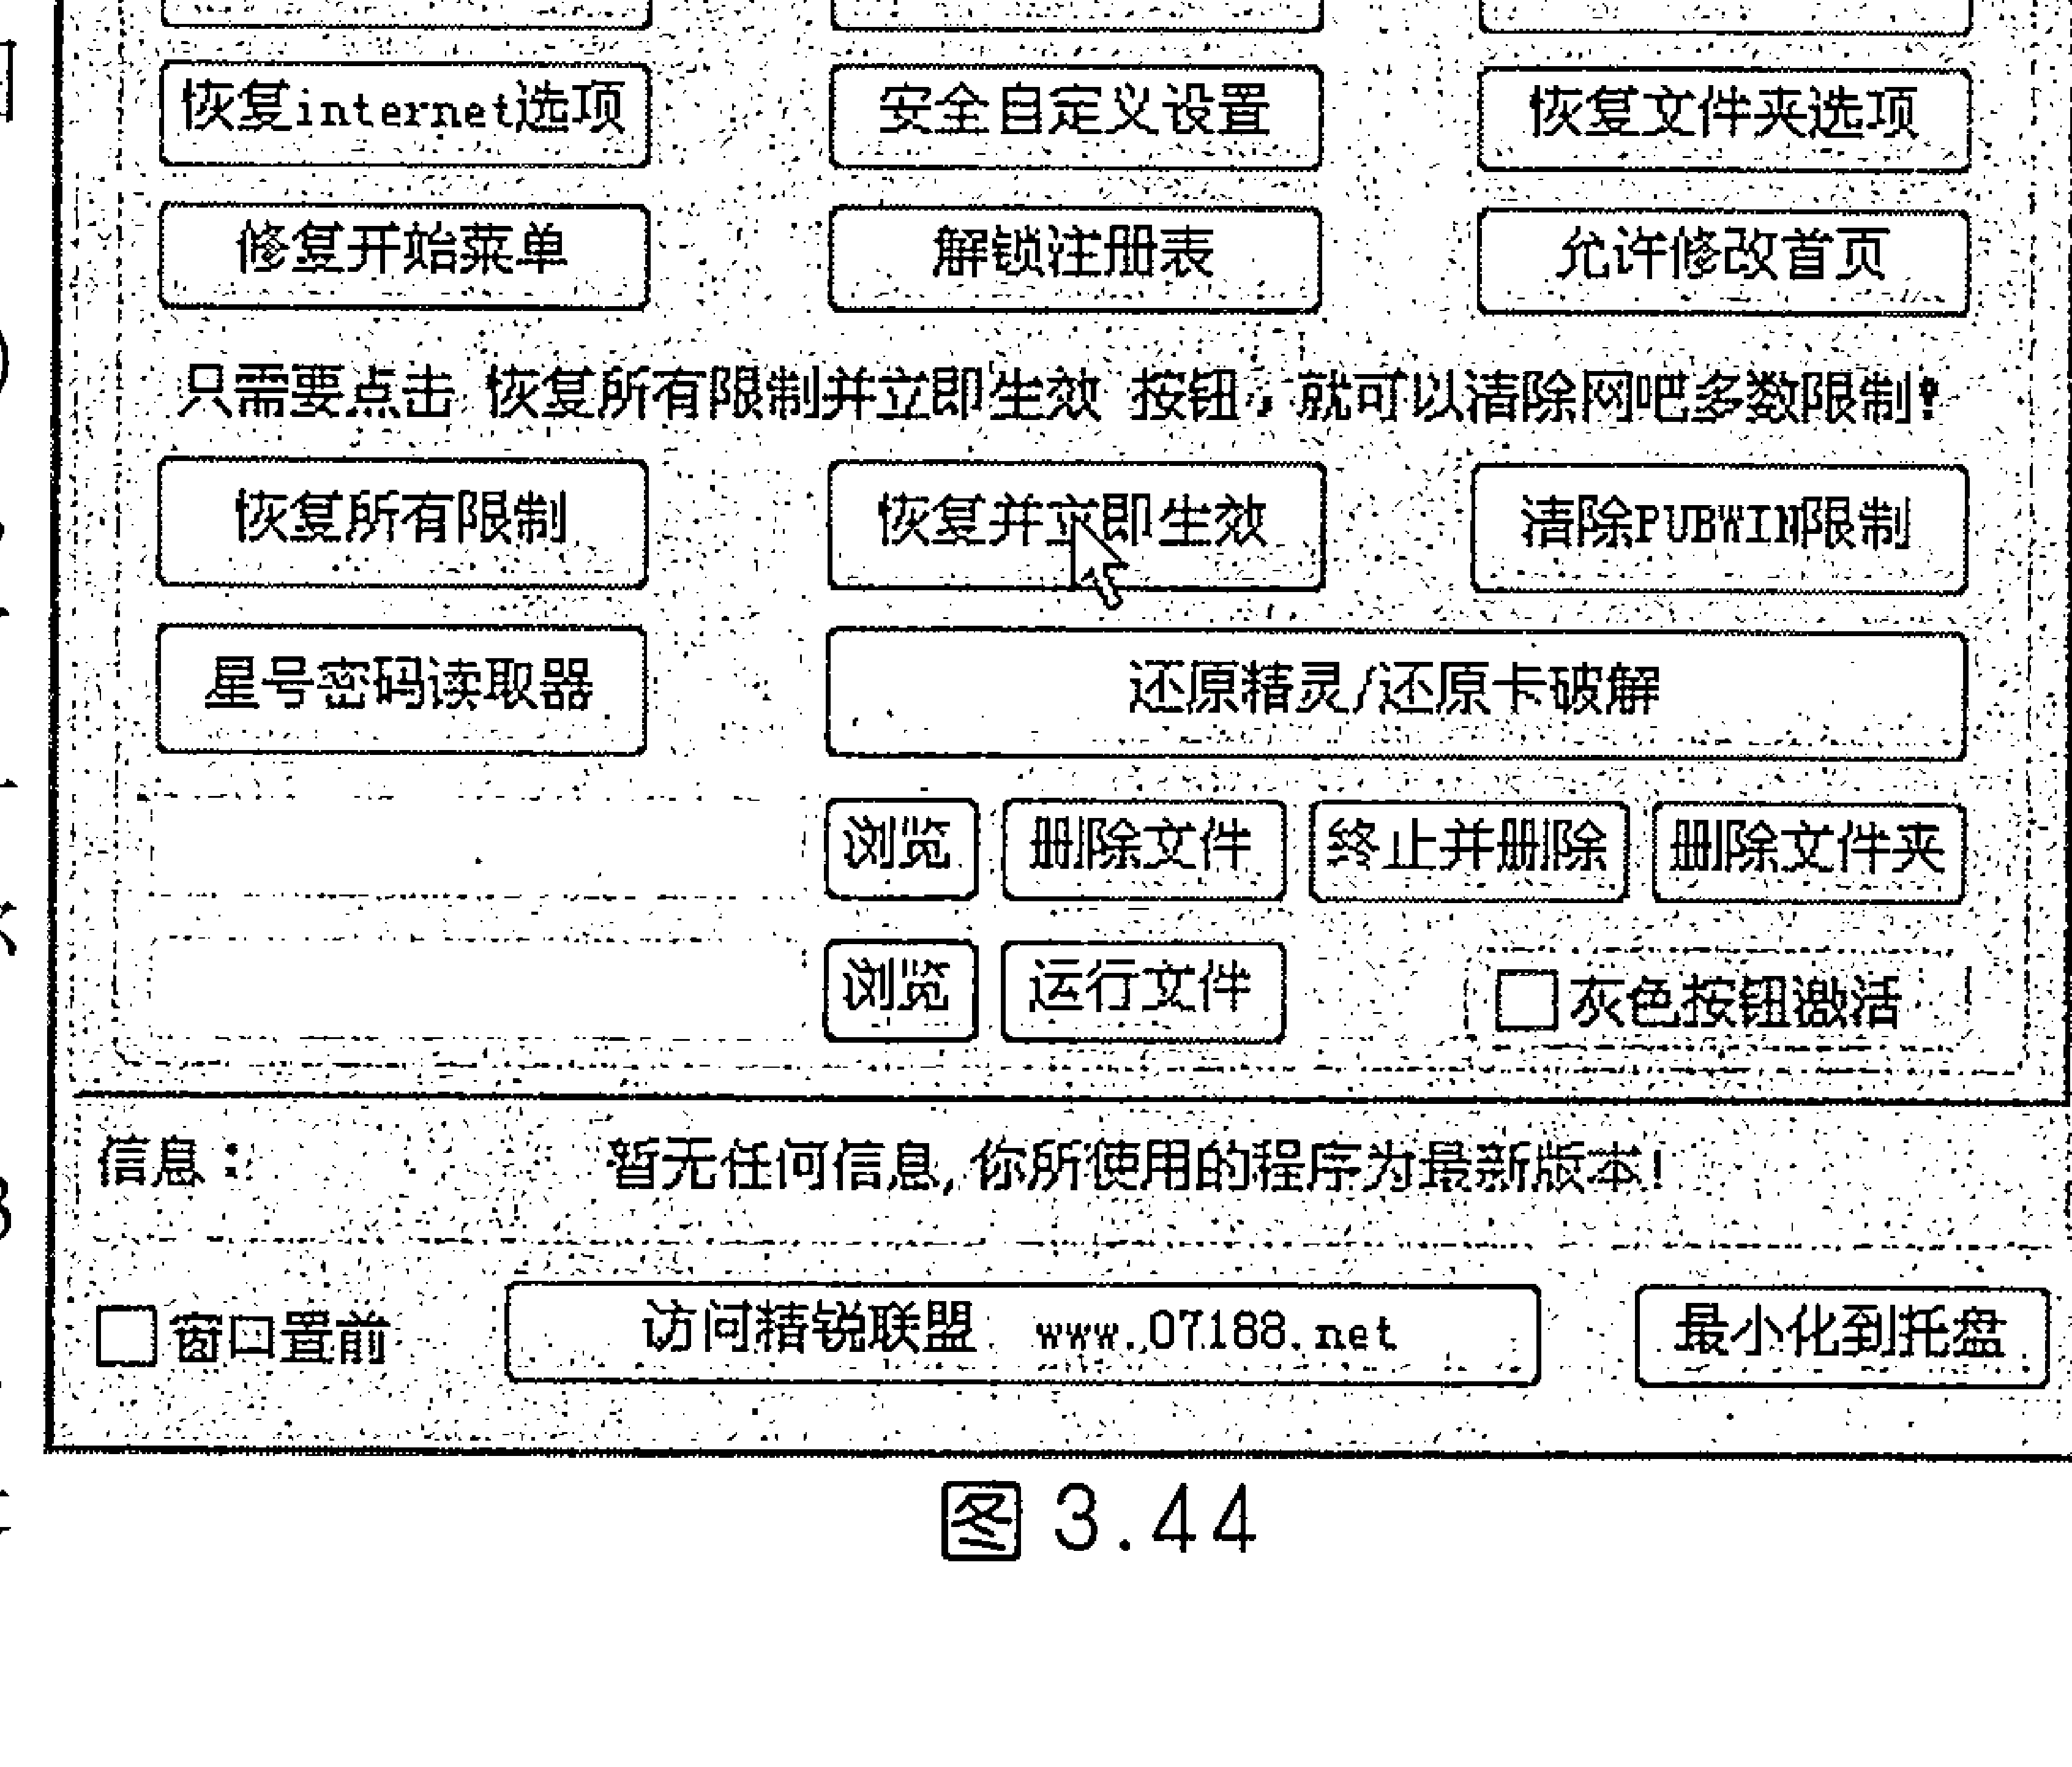 恢复internet选项 安全自定义设置 恢复文件夹选项
修复开始菜单 解锁注册表 允许修改首页
只需要点击 恢复所有限制并立即生效 按钮，就可以清除网吧多数限制!
恢复所有限制 恢复并立即生效 清除PUBWIN限制
星号密码读取器 还原精灵/还原卡破解
浏览 删除文件 终止并删除 删除文件夹
浏览 运行文件 灰色按钮激活
信息： 暂无任何信息,你所使用的程序为最新版本!
窗口置前 访问精锐联盟 www.07188.net 最小化到托盘
图 3.44